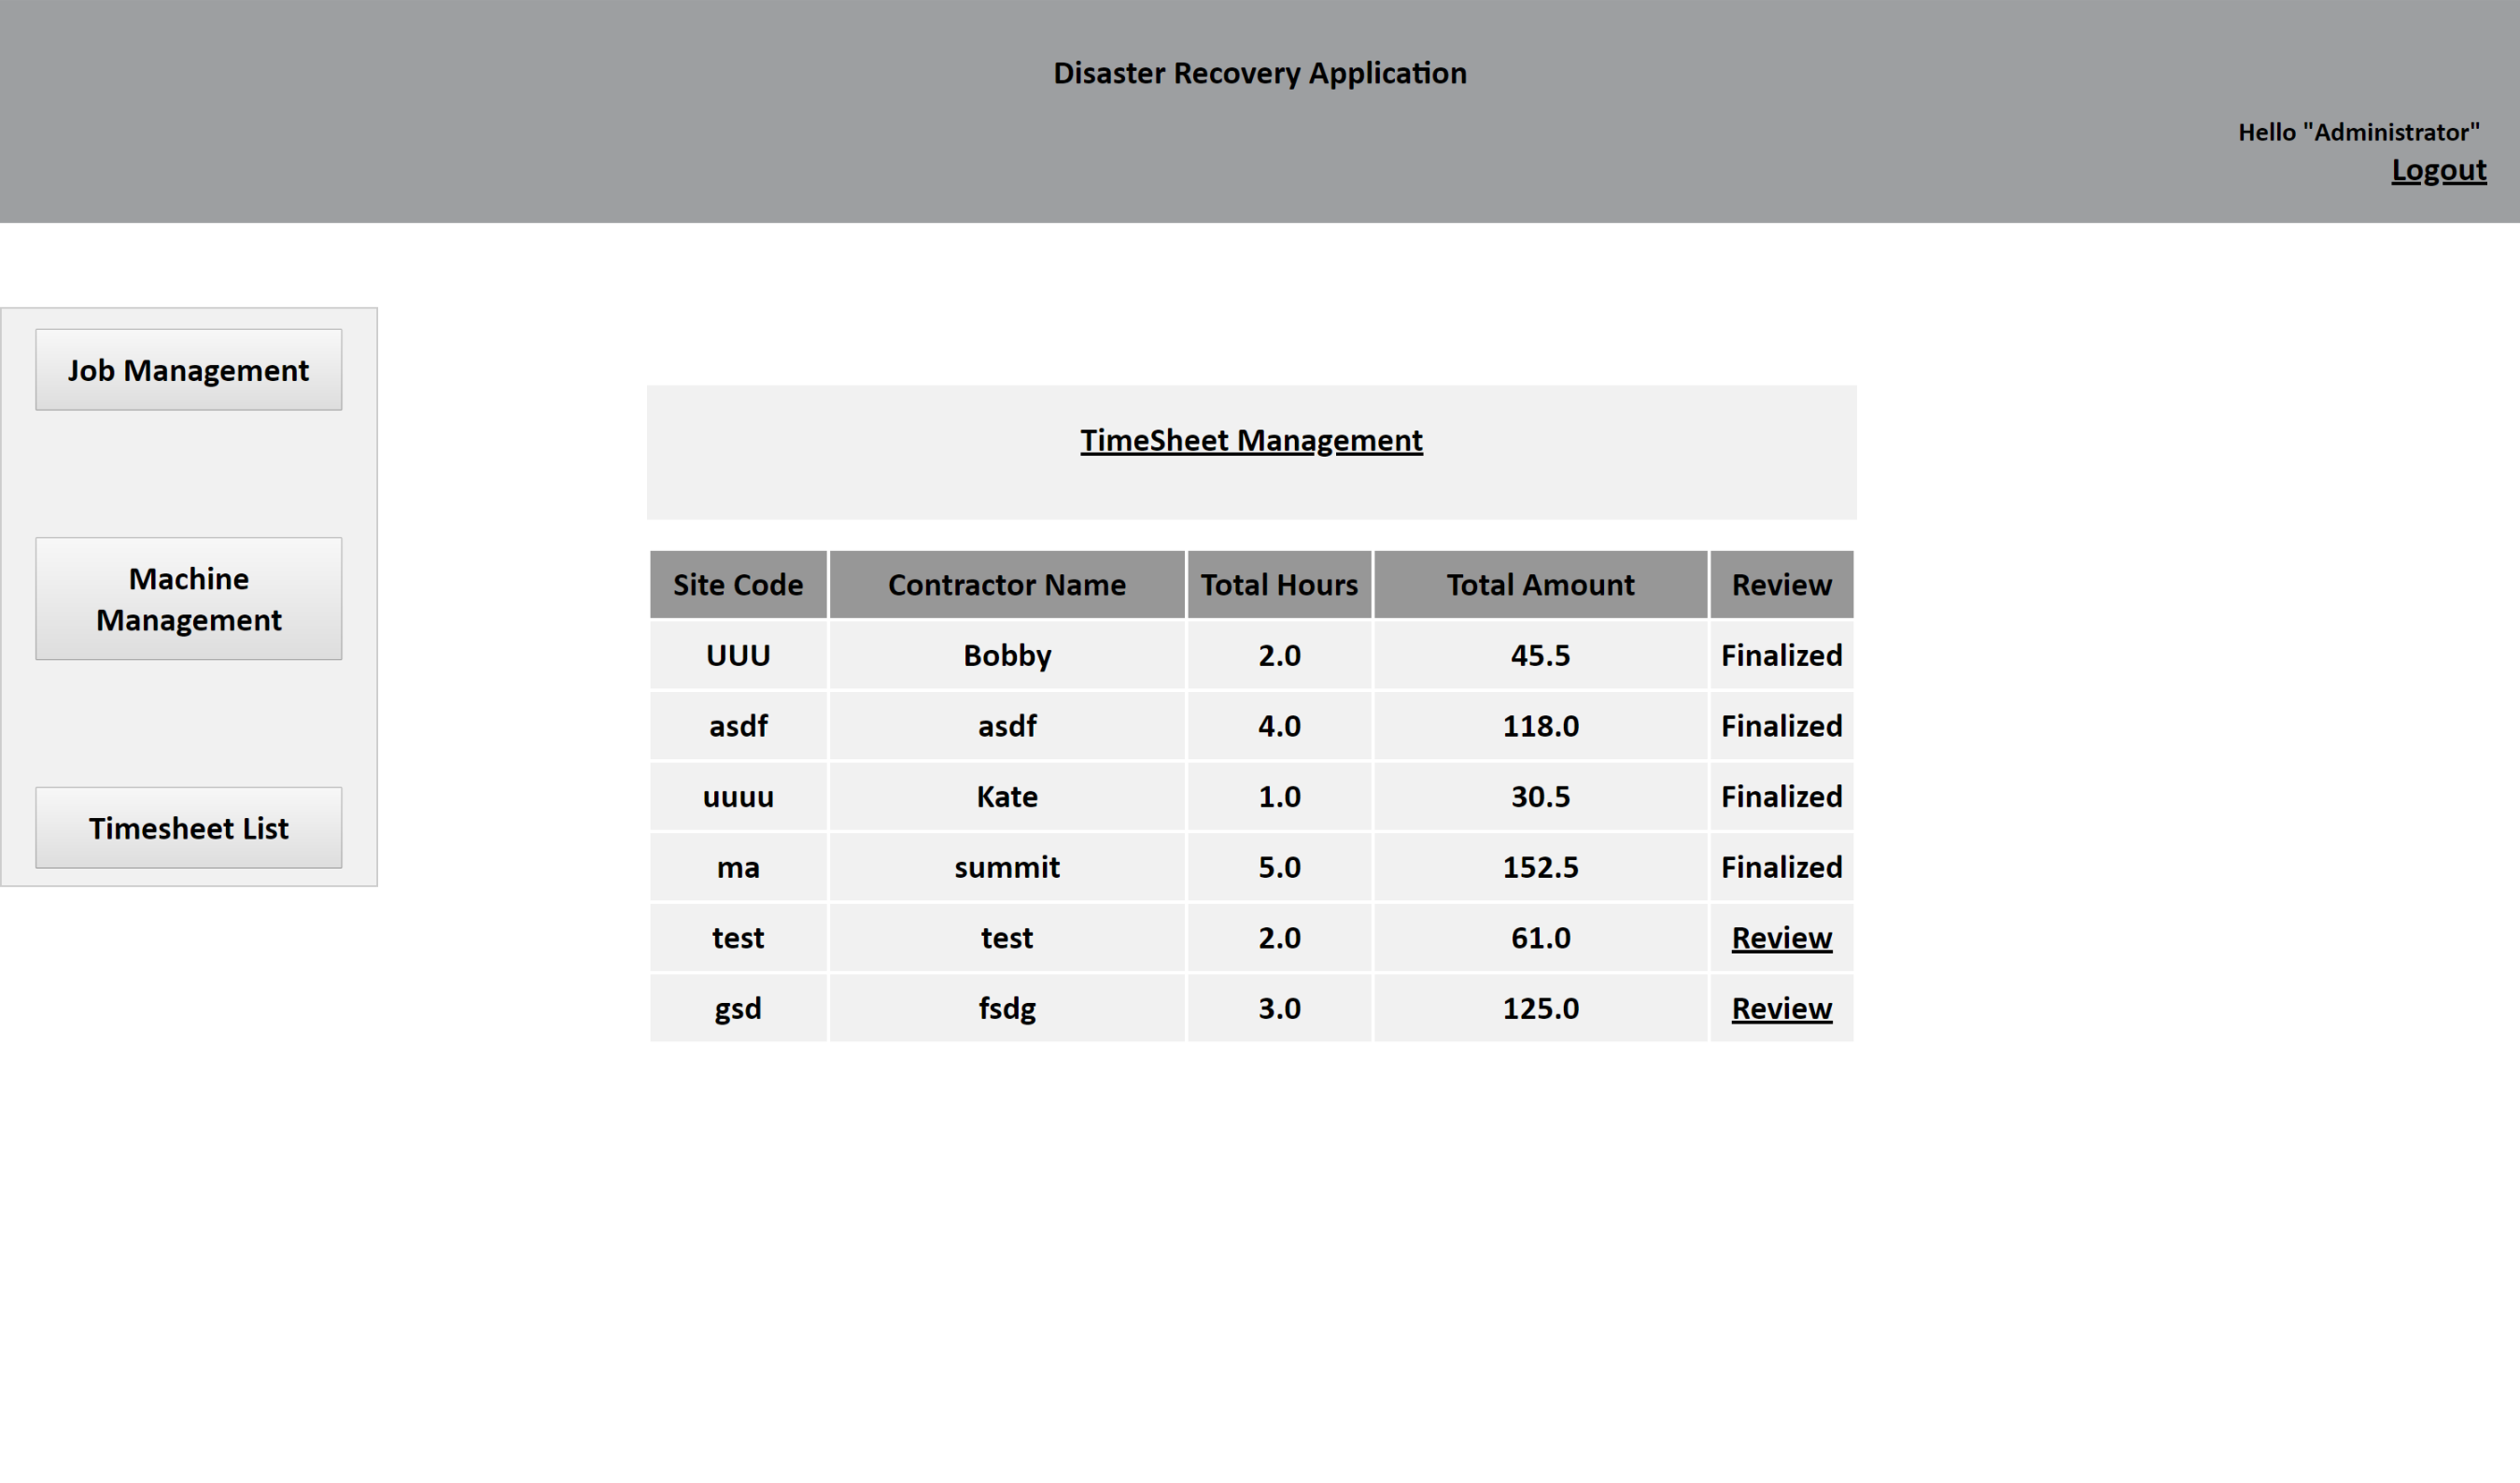 Disaster Recovery Application
Hello "Administrator"
Logout
Job Management
Machine
Management
Timesheet List
TimeSheet Management
Site Code Contractor Name Total Hours Total Amount Review
UUU Bobby 2.0 45.5 Finalized
asdf asdf 4.0 118.0 Finalized
uuuu Kate 1.0 30.5 Finalized
ma summit 5.0 152.5 Finalized
test test 2.0 61.0 Review
gsd fsdg 3.0 125.0 Review